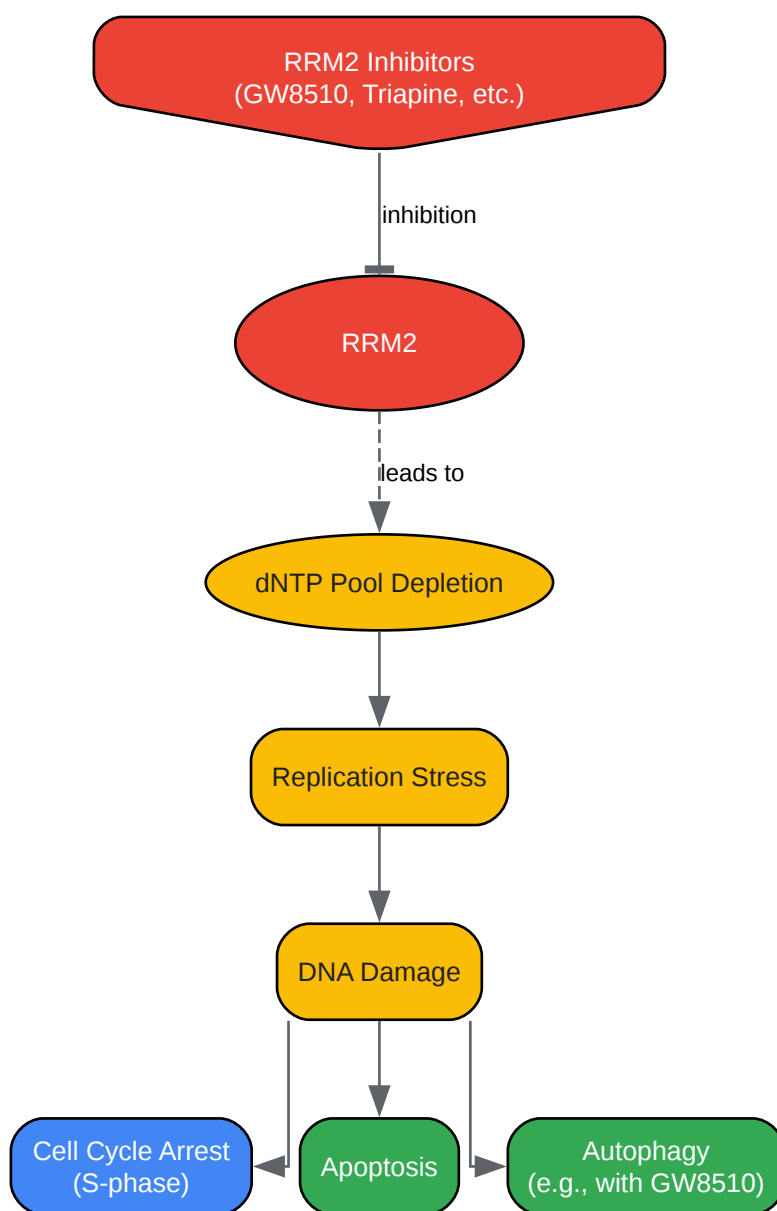 RRM2 Inhibitors
(GW8510, Triapine, etc.)
inhibition
RRM2
leads to
dNTP Pool Depletion
Replication Stress
DNA Damage
Cell Cycle Arrest
(S-phase)
Apoptosis
Autophagy
(e.g., with GW8510)